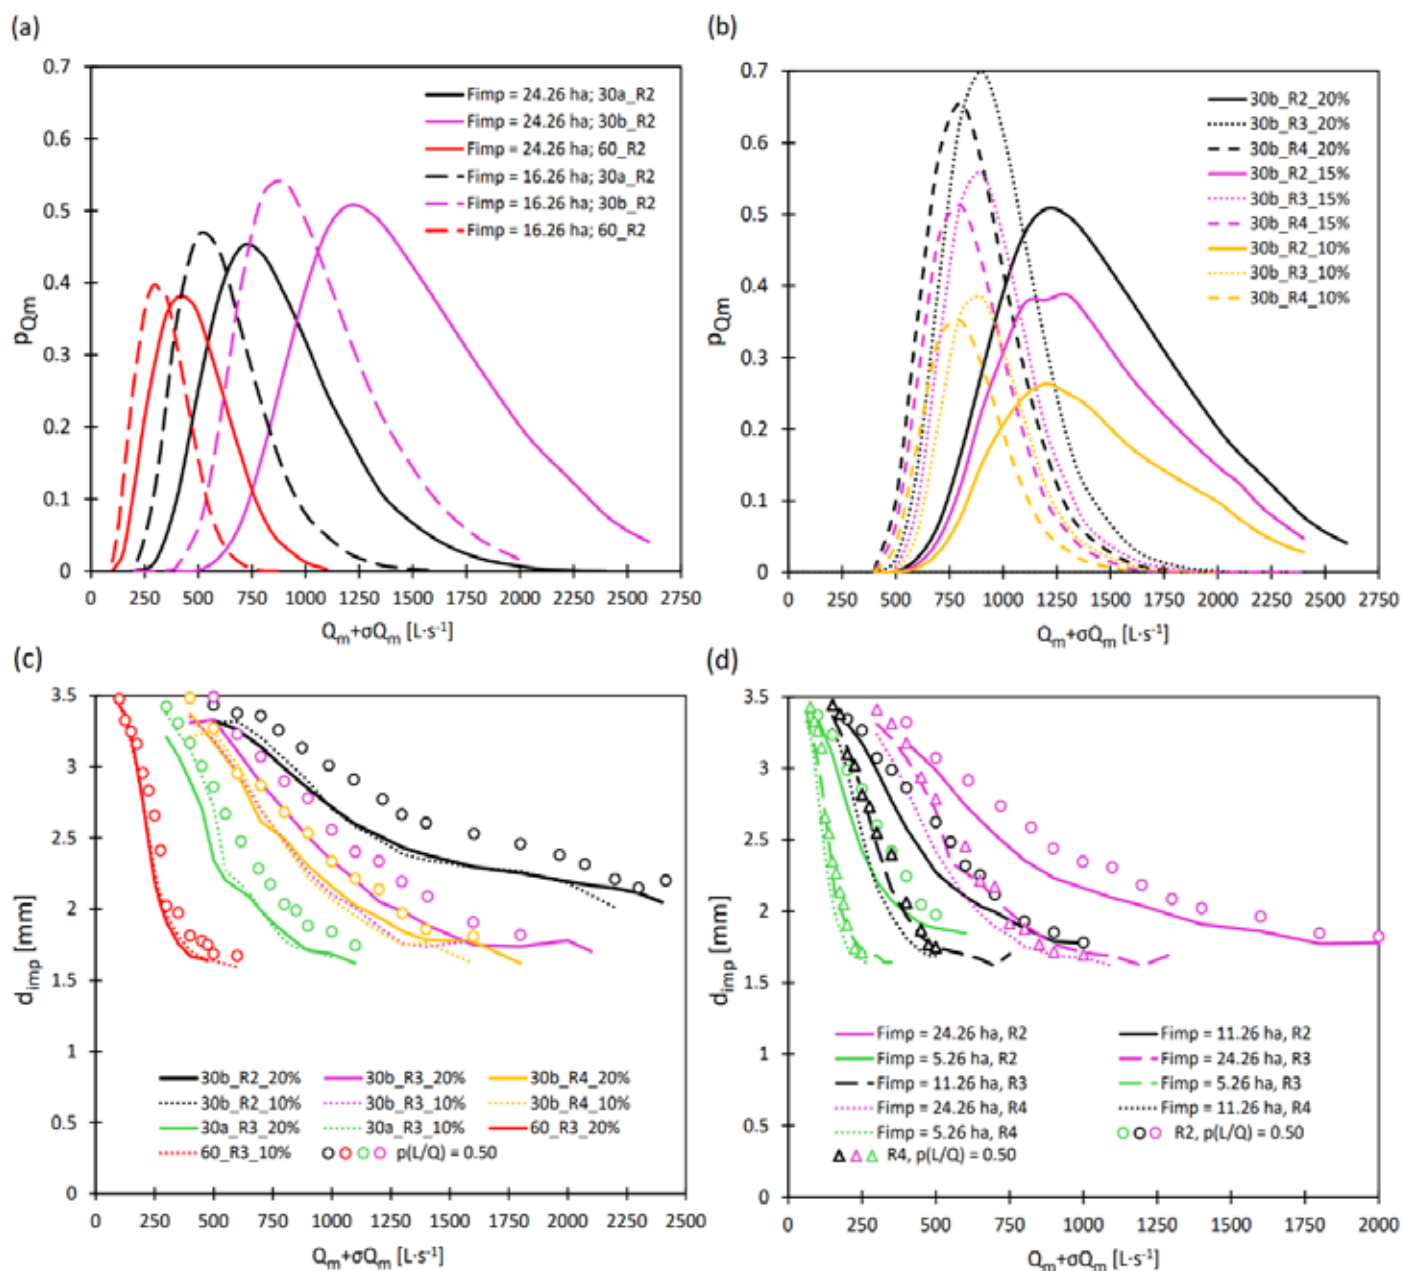 (a)
0.7
0.6
0.5
0.4
0.3
0.2
0.1
0
pQm
Fimp = 24.26 ha; 30a_R2
Fimp = 24.26 ha; 30b_R2
Fimp = 24.26 ha; 60_R2
Fimp = 16.26 ha; 30a_R2
Fimp = 16.26 ha; 30b_R2
Fimp = 16.26 ha; 60_R2
0 250 500 750 1000 1250 1500 1750 2000 2250 2500 2750
Qm+σQm [L·s⁻¹]
(b)
0.7
0.6
0.5
0.4
0.3
0.2
0.1
0
pQm
30b_R2_20%
30b_R3_20%
30b_R4_20%
30b_R2_15%
30b_R3_15%
30b_R4_15%
30b_R2_10%
30b_R3_10%
30b_R4_10%
0 250 500 750 1000 1250 1500 1750 2000 2250 2500 2750
Qm+σQm [L·s⁻¹]
(c)
3.5
3
2.5
2
1.5
1
0.5
0
dimp [mm]
30b_R2_20% 30b_R3_20% 30b_R4_20%
30b_R2_10% 30b_R3_10% 30b_R4_10%
30a_R3_20% 30a_R3_10% 60_R3_20%
60_R3_10% p(L/Q) = 0.50
0 250 500 750 1000 1250 1500 1750 2000 2250 2500
Qm+σQm [L·s⁻¹]
(d)
3.5
3
2.5
2
1.5
1
0.5
0
dimp [mm]
Fimp = 24.26 ha, R2 Fimp = 11.26 ha, R2
Fimp = 5.26 ha, R2 Fimp = 24.26 ha, R3
Fimp = 11.26 ha, R3 Fimp = 5.26 ha, R3
Fimp = 24.26 ha, R4 Fimp = 11.26 ha, R4
Fimp = 5.26 ha, R4 R2, p(L/Q) = 0.50
R4, p(L/Q) = 0.50
0 250 500 750 1000 1250 1500 1750 2000
Qm+σQm [L·s⁻¹]